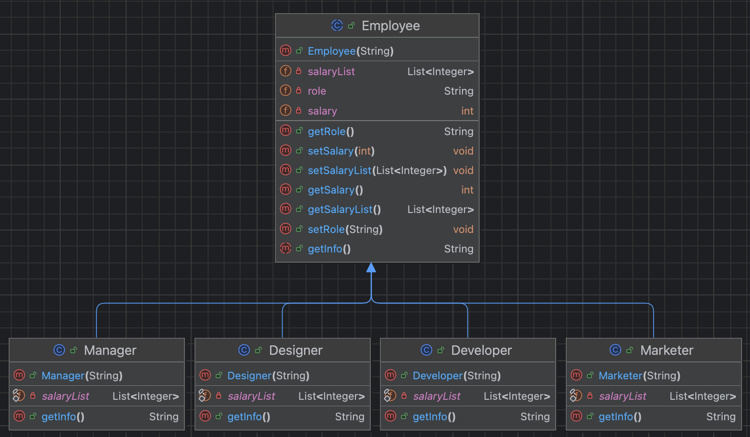 Employee
Employee(String)
salaryList List<Integer>
role String
salary int
getRole() String
setSalary(int) void
setSalaryList(List<Integer>) void
getSalary() int
getSalaryList() List<Integer>
setRole(String) void
getInfo() String
Manager
Manager(String)
salaryList List<Integer>
getInfo() String
Designer
Designer(String)
salaryList List<Integer>
getInfo() String
Developer
Developer(String)
salaryList List<Integer>
getInfo() String
Marketer
Marketer(String)
salaryList List<Integer>
getInfo() String